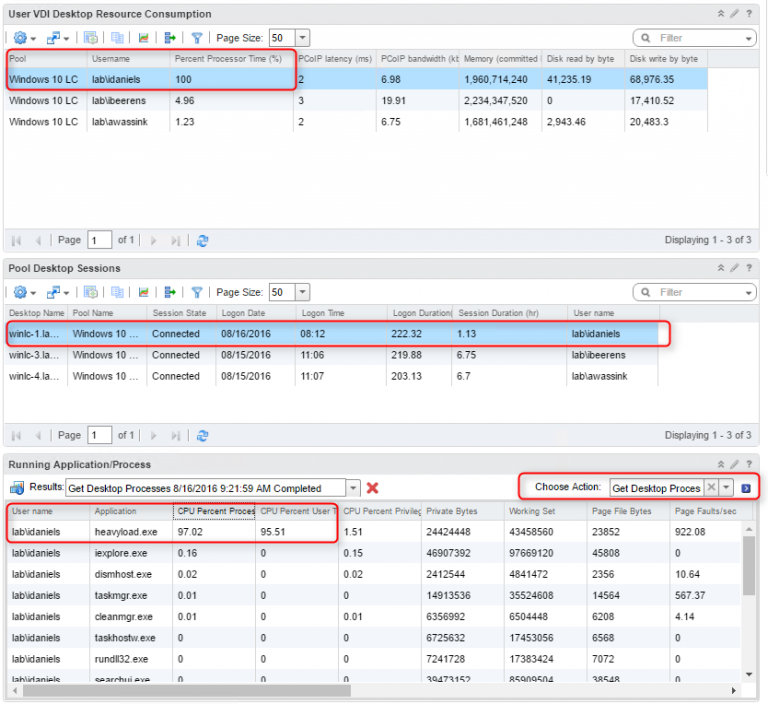 User VDI Desktop Resource Consumption
Page Size: 50 Filter
Pool Username Percent Processor Time (%) PCoIP latency (ms) PCoIP bandwidth (kb Memory (committed Disk read by byte Disk write by byte
Windows 10 LC lab\idaniels 100 2 6.98 1,960,714,240 41,235.19 68,976.35
Windows 10 LC lab\ibeerens 4.96 3 19.91 2,234,347,520 0 17,410.52
Windows 10 LC lab\awassink 1.23 2 6.75 1,681,461,248 2,943.46 20,483.3
Page 1 of 1 Displaying 1 - 3 of 3
Pool Desktop Sessions
Page Size: 50 Filter
Desktop Name Pool Name Session State Logon Date Logon Time Logon Duration Session Duration (hr) User name
winlc-1.la... Windows 10 ... Connected 08/16/2016 08:12 222.32 1.13 lab\idaniels
winlc-3.la... Windows 10 ... Connected 08/15/2016 11:06 219.88 6.75 lab\ibeerens
winlc-4.la... Windows 10 ... Connected 08/15/2016 11:07 203.13 6.7 lab\awassink
Page 1 of 1 Displaying 1 - 3 of 3
Running Application/Process
Results: Get Desktop Processes 8/16/2016 9:21:59 AM Completed Choose Action: Get Desktop Proces
User name Application CPU Percent Proces CPU Percent User T CPU Percent Privileg Private Bytes Working Set Page File Bytes Page Faults/sec
lab\idaniels heavyload.exe 97.02 95.51 1.51 24424448 43458560 23852 922.08
lab\idaniels iexplore.exe 0.16 0 0.15 46907392 97669120 45808 0
lab\idaniels dismhost.exe 0.02 0 0.02 2412544 4841472 2356 10.64
lab\idaniels taskmgr.exe 0.01 0 0 14913536 35524608 14564 567.37
lab\idaniels cleanmgr.exe 0.01 0 0.01 6356992 6504448 6208 4.14
lab\idaniels taskhostw.exe 0 0 0 6725632 17453056 6568 0
lab\idaniels rundll32.exe 0 0 0 7241728 17383424 7072 0
lab\idaniels searchui.exe 0 0 0 39473152 85909504 38548 0